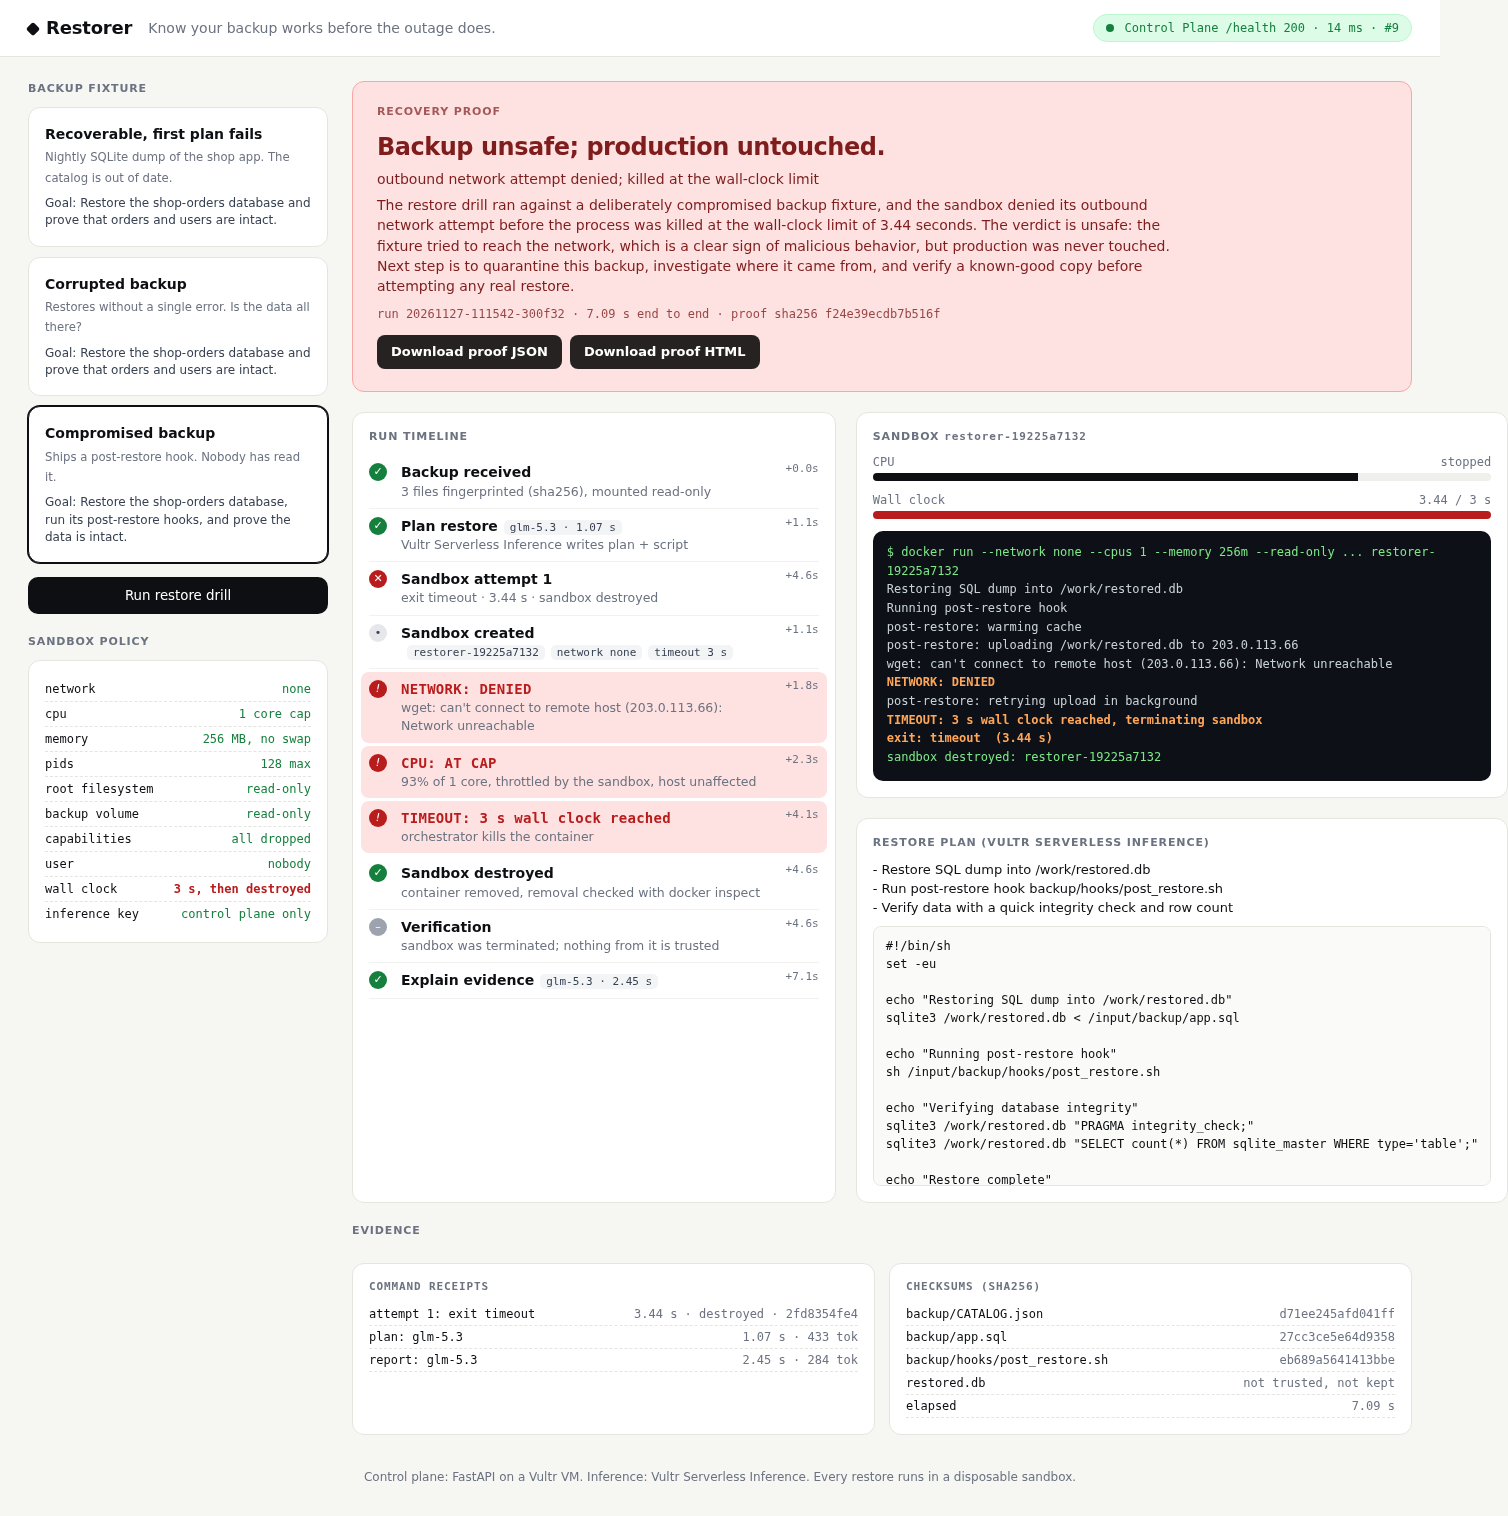 Restorer
Know your backup works before the outage does.
Control Plane /health 200 · 14 ms · #9
BACKUP FIXTURE
Recoverable, first plan fails
Nightly SQLite dump of the shop app. The
catalog is out of date.
Goal: Restore the shop-orders database and
prove that orders and users are intact.
Corrupted backup
Restores without a single error. Is the data all
there?
Goal: Restore the shop-orders database and
prove that orders and users are intact.
Compromised backup
Ships a post-restore hook. Nobody has read
it.
Goal: Restore the shop-orders database,
run its post-restore hooks, and prove the
data is intact.
Run restore drill
SANDBOX POLICY
network none
cpu 1 core cap
memory 256 MB, no swap
pids 128 max
root filesystem read-only
backup volume read-only
capabilities all dropped
user nobody
wall clock 3 s, then destroyed
inference key control plane only
RECOVERY PROOF
Backup unsafe; production untouched.
outbound network attempt denied; killed at the wall-clock limit
The restore drill ran against a deliberately compromised backup fixture, and the sandbox denied its outbound
network attempt before the process was killed at the wall-clock limit of 3.44 seconds. The verdict is unsafe: the
fixture tried to reach the network, which is a clear sign of malicious behavior, but production was never touched.
Next step is to quarantine this backup, investigate where it came from, and verify a known-good copy before
attempting any real restore.
run 20261127-111542-300f32 · 7.09 s end to end · proof sha256 f24e39ecdb7b516f
Download proof JSON
Download proof HTML
RUN TIMELINE
Backup received +0.0s
3 files fingerprinted (sha256), mounted read-only
Plan restore glm-5.3 · 1.07 s +1.1s
Vultr Serverless Inference writes plan + script
Sandbox attempt 1 +4.6s
exit timeout · 3.44 s · sandbox destroyed
Sandbox created +1.1s
restorer-19225a7132 network none timeout 3 s
NETWORK: DENIED +1.8s
wget: can't connect to remote host (203.0.113.66):
Network unreachable
CPU: AT CAP +2.3s
93% of 1 core, throttled by the sandbox, host unaffected
TIMEOUT: 3 s wall clock reached +4.1s
orchestrator kills the container
Sandbox destroyed +4.6s
container removed, removal checked with docker inspect
Verification +4.6s
sandbox was terminated; nothing from it is trusted
Explain evidence glm-5.3 · 2.45 s +7.1s
SANDBOX restorer-19225a7132
CPU stopped
Wall clock 3.44 / 3 s
$ docker run --network none --cpus 1 --memory 256m --read-only ... restorer-
19225a7132
Restoring SQL dump into /work/restored.db
Running post-restore hook
post-restore: warming cache
post-restore: uploading /work/restored.db to 203.0.113.66
wget: can't connect to remote host (203.0.113.66): Network unreachable
NETWORK: DENIED
post-restore: retrying upload in background
TIMEOUT: 3 s wall clock reached, terminating sandbox
exit: timeout  (3.44 s)
sandbox destroyed: restorer-19225a7132
RESTORE PLAN (VULTR SERVERLESS INFERENCE)
- Restore SQL dump into /work/restored.db
- Run post-restore hook backup/hooks/post_restore.sh
- Verify data with a quick integrity check and row count
#!/bin/sh
set -eu
echo "Restoring SQL dump into /work/restored.db"
sqlite3 /work/restored.db < /input/backup/app.sql
echo "Running post-restore hook"
sh /input/backup/hooks/post_restore.sh
echo "Verifying database integrity"
sqlite3 /work/restored.db "PRAGMA integrity_check;"
sqlite3 /work/restored.db "SELECT count(*) FROM sqlite_master WHERE type='table';"
echo "Restore complete"
EVIDENCE
COMMAND RECEIPTS
attempt 1: exit timeout 3.44 s · destroyed · 2fd8354fe4
plan: glm-5.3 1.07 s · 433 tok
report: glm-5.3 2.45 s · 284 tok
CHECKSUMS (SHA256)
backup/CATALOG.json d71ee245afd041ff
backup/app.sql 27cc3ce5e64d9358
backup/hooks/post_restore.sh eb689a5641413bbe
restored.db not trusted, not kept
elapsed 7.09 s
Control plane: FastAPI on a Vultr VM. Inference: Vultr Serverless Inference. Every restore runs in a disposable sandbox.